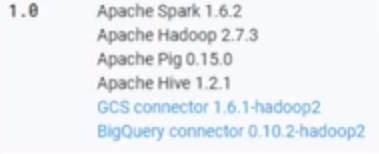 1.0 Apache Spark 1.6.2
Apache Hadoop 2.7.3
Apache Pig 0.15.0
Apache Hive 1.2.1
GCS connector 1.6.1-hadoop2
BigQuery connector 0.10.2-hadoop2